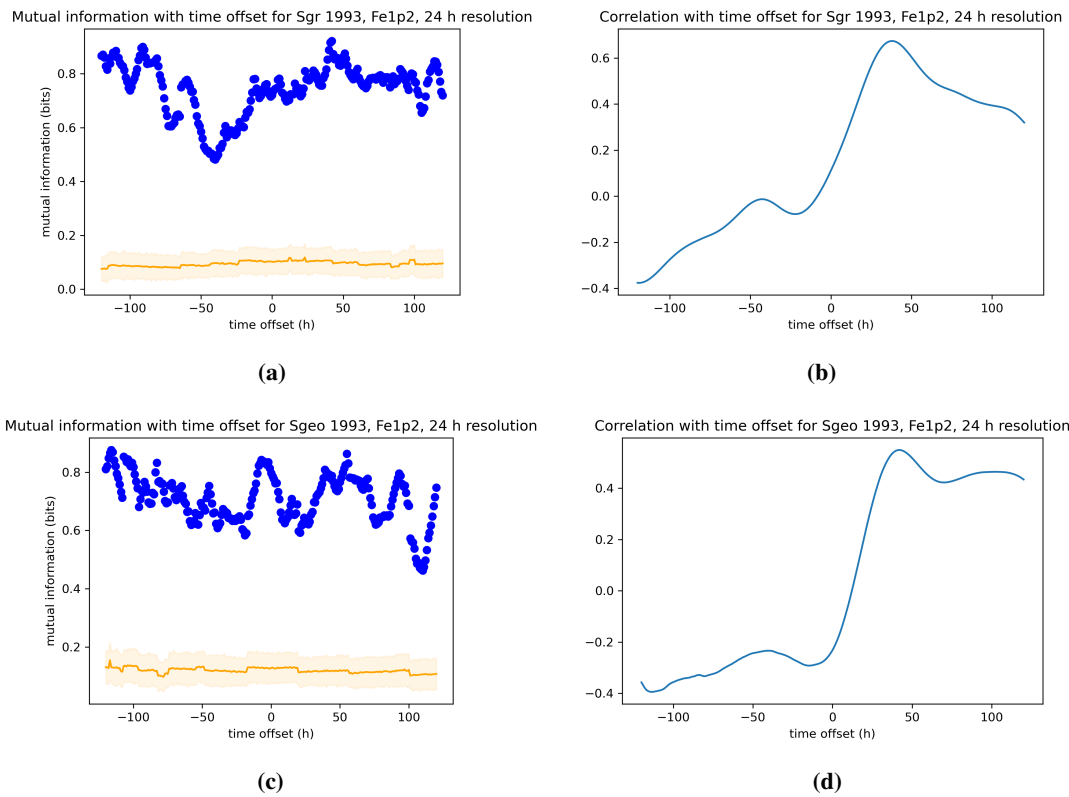 Mutual information with time offset for Sgr 1993, Fe1p2, 24 h resolution
mutual information (bits)
0.8
0.6
0.4
0.2
0.0
−100 −50 0 50 100
time offset (h)
(a)
Correlation with time offset for Sgr 1993, Fe1p2, 24 h resolution
0.6
0.4
0.2
0.0
−0.2
−0.4
−100 −50 0 50 100
time offset (h)
(b)
Mutual information with time offset for Sgeo 1993, Fe1p2, 24 h resolution
mutual information (bits)
0.8
0.6
0.4
0.2
−100 −50 0 50 100
time offset (h)
(c)
Correlation with time offset for Sgeo 1993, Fe1p2, 24 h resolution
0.4
0.2
0.0
−0.2
−0.4
−100 −50 0 50 100
time offset (h)
(d)